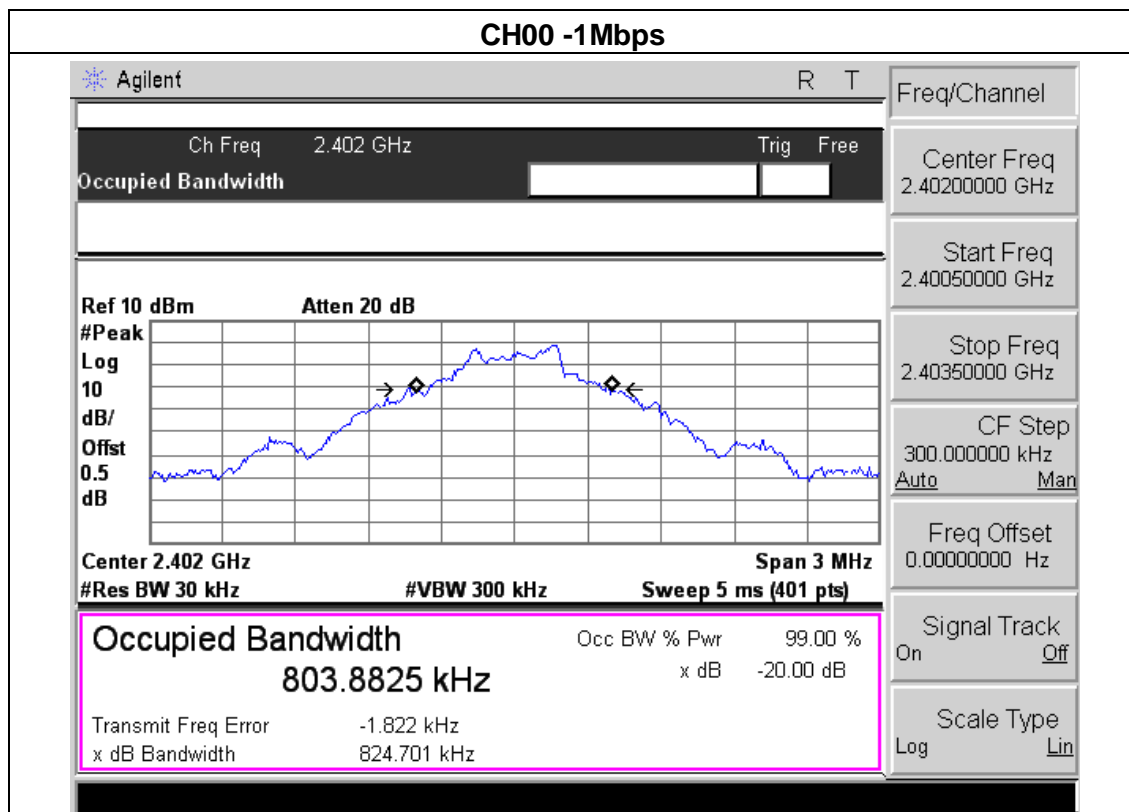 CH00 -1Mbps
Agilent R T
Ch Freq 2.402 GHz Trig Free
Occupied Bandwidth
Ref 10 dBm Atten 20 dB
#Peak
Log
10
dB/
Offst
0.5
dB
Center 2.402 GHz Span 3 MHz
#Res BW 30 kHz #VBW 300 kHz Sweep 5 ms (401 pts)
Occupied Bandwidth Occ BW % Pwr 99.00 %
803.8825 kHz x dB -20.00 dB
Transmit Freq Error -1.822 kHz
x dB Bandwidth 824.701 kHz
Freq/Channel
Center Freq
2.40200000 GHz
Start Freq
2.40050000 GHz
Stop Freq
2.40350000 GHz
CF Step
300.000000 kHz
Auto Man
Freq Offset
0.00000000 Hz
Signal Track
On Off
Scale Type
Log Lin